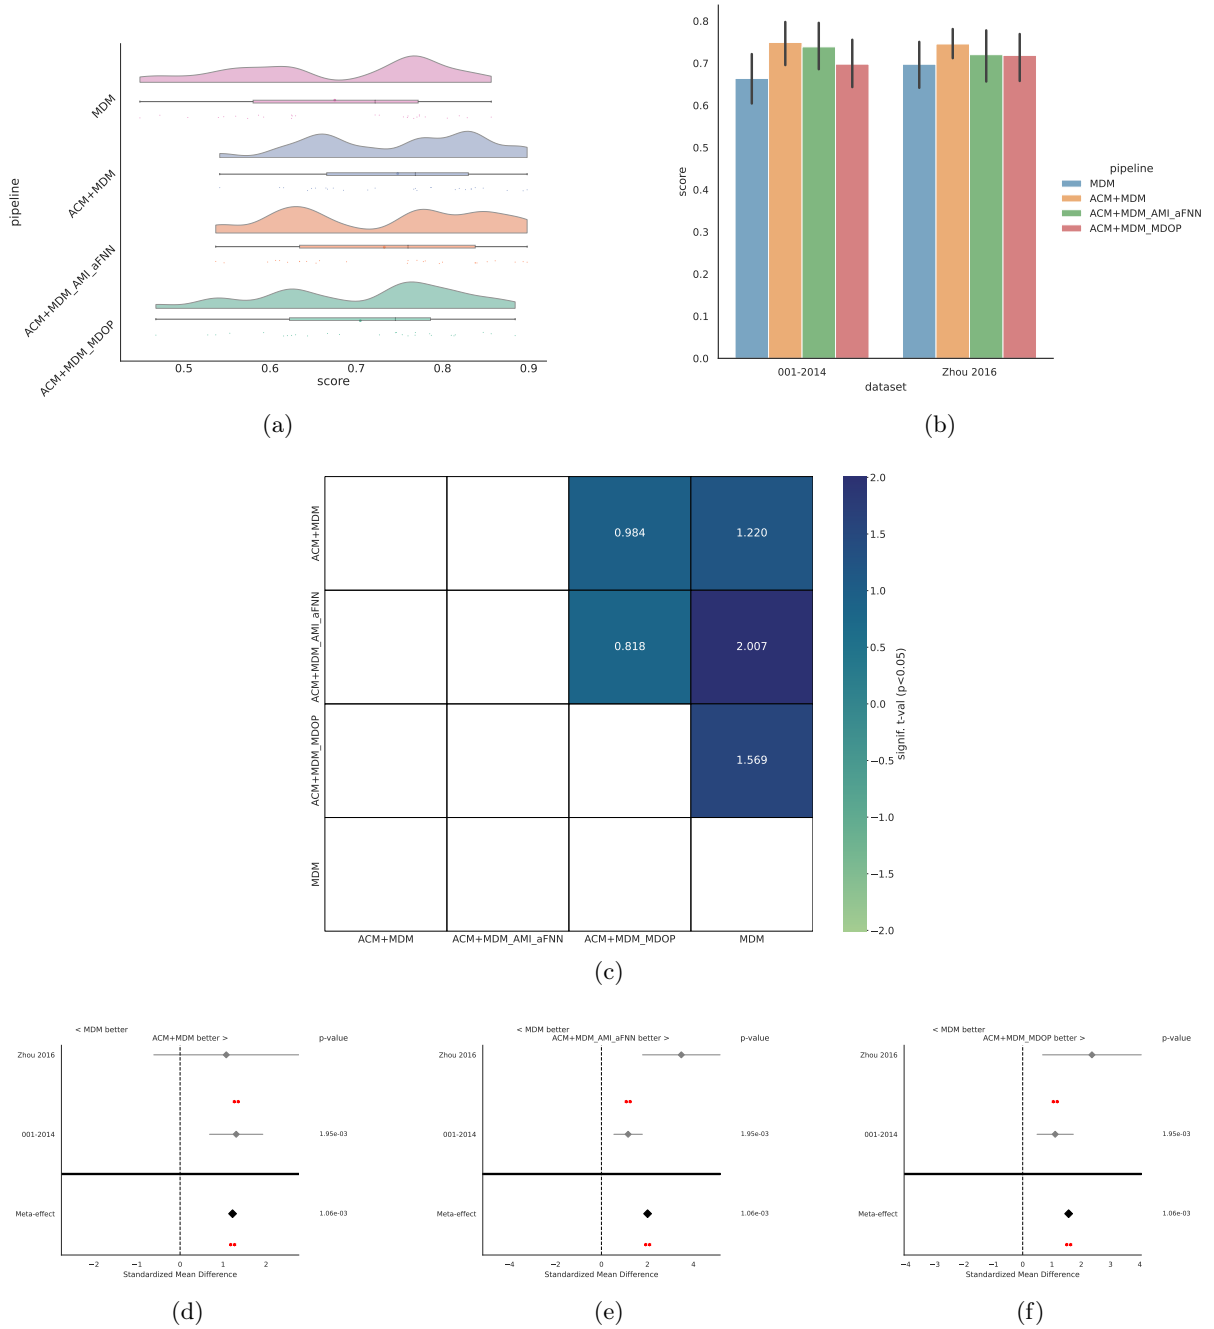 pipeline
MDM
ACM+MDM
ACM+MDM_AMI_aFNN
ACM+MDM_MDOP
0.5 0.6 0.7 0.8 0.9
score
(a)
score
0.8
0.7
0.6
0.5
0.4
0.3
0.2
0.1
0.0
001-2014 Zhou 2016
dataset
pipeline
MDM
ACM+MDM
ACM+MDM_AMI_aFNN
ACM+MDM_MDOP
(b)
ACM+MDM
ACM+MDM_AMI_aFNN
ACM+MDM_MDOP
MDM
0.984 1.220
0.818 2.007
1.569
ACM+MDM ACM+MDM_AMI_aFNN ACM+MDM_MDOP MDM
2.0
1.5
1.0
0.5
0.0
−0.5
−1.0
−1.5
−2.0
signif. t-val (p<0.05)
(c)
< MDM better
ACM+MDM better > p-value
Zhou 2016
001-2014 1.95e-03
Meta-effect 1.06e-03
−2 −1 0 1 2
Standardized Mean Difference
(d)
< MDM better
ACM+MDM_AMI_aFNN better > p-value
Zhou 2016
001-2014 1.95e-03
Meta-effect 1.06e-03
−4 −2 0 2 4
Standardized Mean Difference
(e)
< MDM better
ACM+MDM_MDOP better > p-value
Zhou 2016
001-2014 1.95e-03
Meta-effect 1.06e-03
−4 −3 −2 −1 0 1 2 3 4
Standardized Mean Difference
(f)